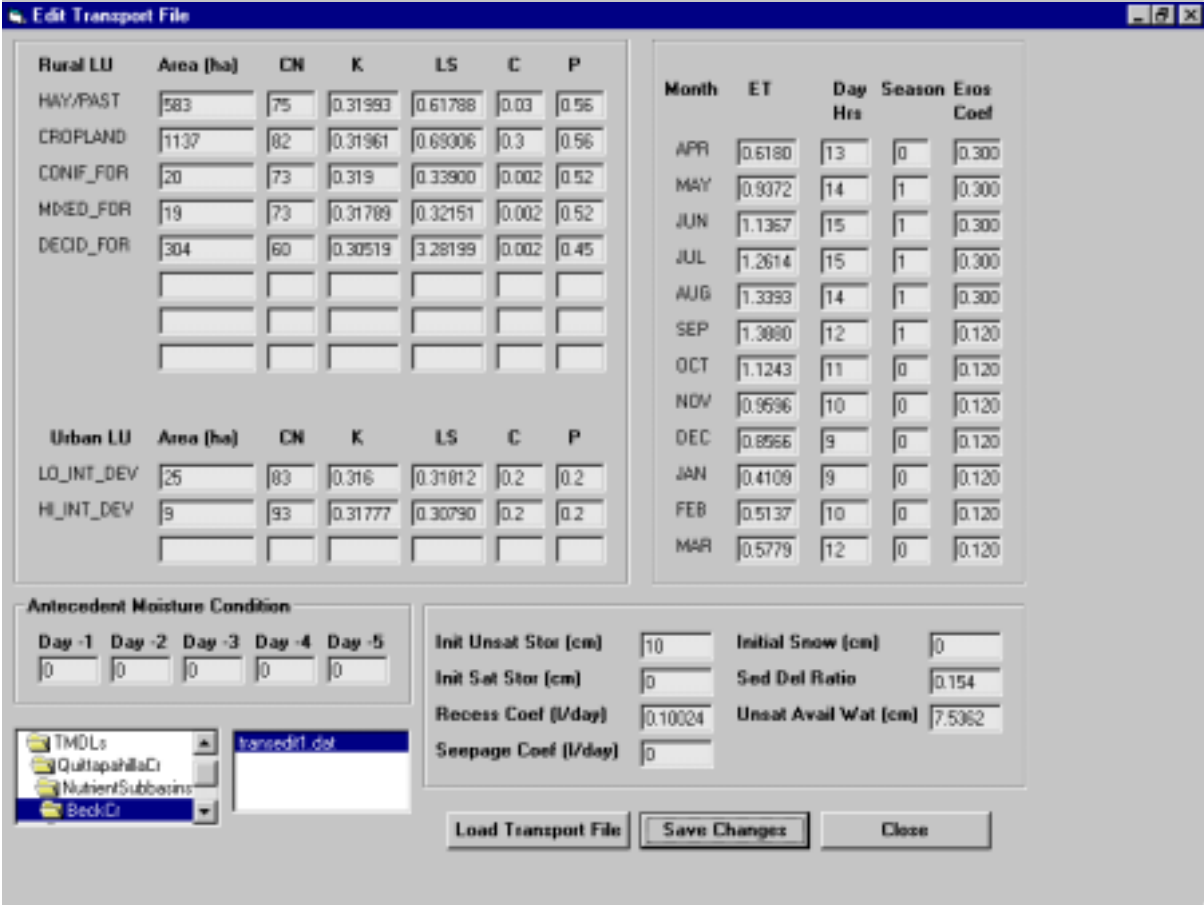 Edit Transport File
Rural LU Area (ha) CN K LS C P
HAY/PAST 583 75 0.31993 0.61788 0.03 0.56
CROPLAND 1137 82 0.31961 0.69306 0.3 0.56
CONIF_FOR 20 73 0.319 0.33900 0.002 0.52
MIXED_FOR 19 73 0.31789 0.32151 0.002 0.52
DECID_FOR 304 60 0.30519 3.28199 0.002 0.45
Urban LU Area (ha) CN K LS C P
LO_INT_DEV 25 83 0.316 0.31812 0.2 0.2
HI_INT_DEV 9 93 0.31777 0.30790 0.2 0.2
Month ET Day Hrs Season Eros Coef
APR 0.6180 13 0 0.300
MAY 0.9372 14 1 0.300
JUN 1.1367 15 1 0.300
JUL 1.2614 15 1 0.300
AUG 1.3393 14 1 0.300
SEP 1.3880 12 1 0.120
OCT 1.1243 11 0 0.120
NOV 0.9596 10 0 0.120
DEC 0.8566 9 0 0.120
JAN 0.4109 9 0 0.120
FEB 0.5137 10 0 0.120
MAR 0.5779 12 0 0.120
Antecedent Moisture Condition
Day -1 Day -2 Day -3 Day -4 Day -5
0 0 0 0 0
Init Unsat Stor (cm) 10 Initial Snow (cm) 0
Init Sat Stor (cm) 0 Sed Del Ratio 0.154
Recess Coef (l/day) 0.10024 Unsat Avail Wat (cm) 7.5362
Seepage Coef (l/day) 0
TMDLs
QuittapahillaCr
NutrientSubbasins
BeckCr
transedit1.dat
Load Transport File Save Changes Close